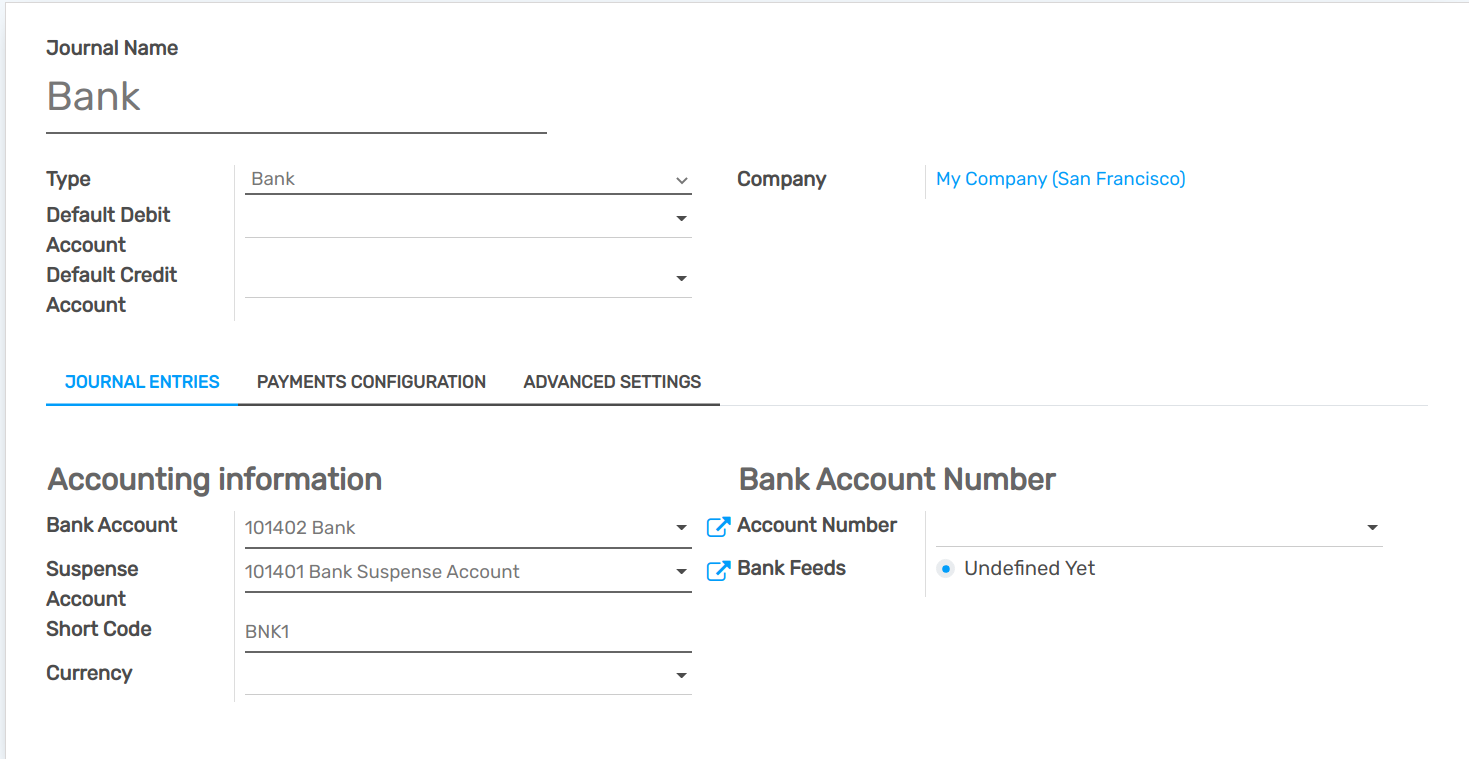 Journal Name
Bank
Type
Bank
Company
My Company (San Francisco)
Default Debit
Account
Default Credit
Account
JOURNAL ENTRIES
PAYMENTS CONFIGURATION
ADVANCED SETTINGS
Accounting information
Bank Account Number
Bank Account
101402 Bank
Account Number
Suspense
Account
101401 Bank Suspense Account
Bank Feeds
Undefined Yet
Short Code
BNK1
Currency